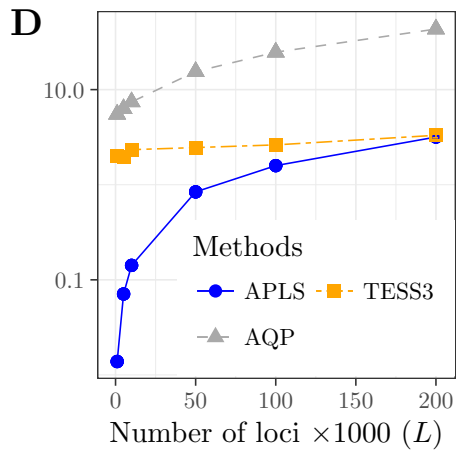 D
10.0
0.1
Methods
APLS TESS3
AQP
0 50 100 150 200
Number of loci ×1000 (L)